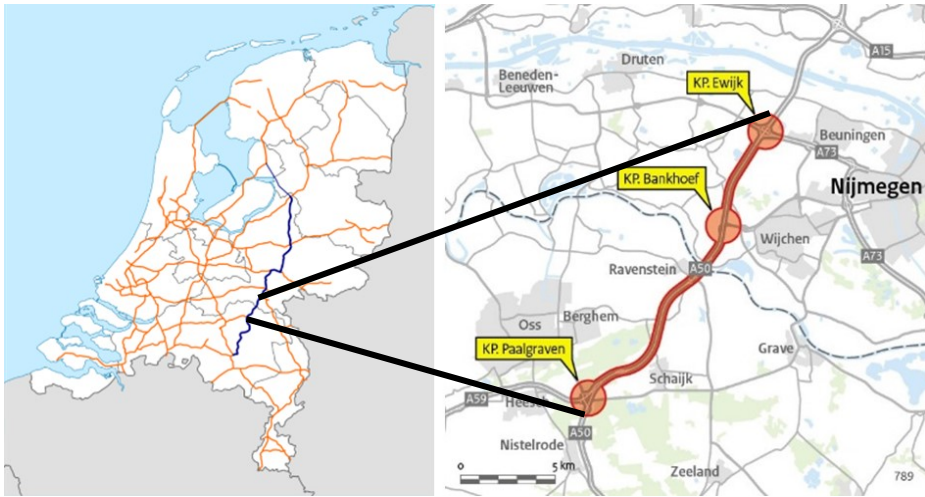 A15
Druten
Beneden-
Leeuwen
KP. Ewijk
Beuningen
A73
KP. Bankhoef
Nijmegen
Wijchen
A73
Ravenstein
A50
Oss
Berghem
KP. Paalgraven
Grave
Schaijk
A59
Heesch
A50
Nistelrode
0
5
km
Zeeland
789